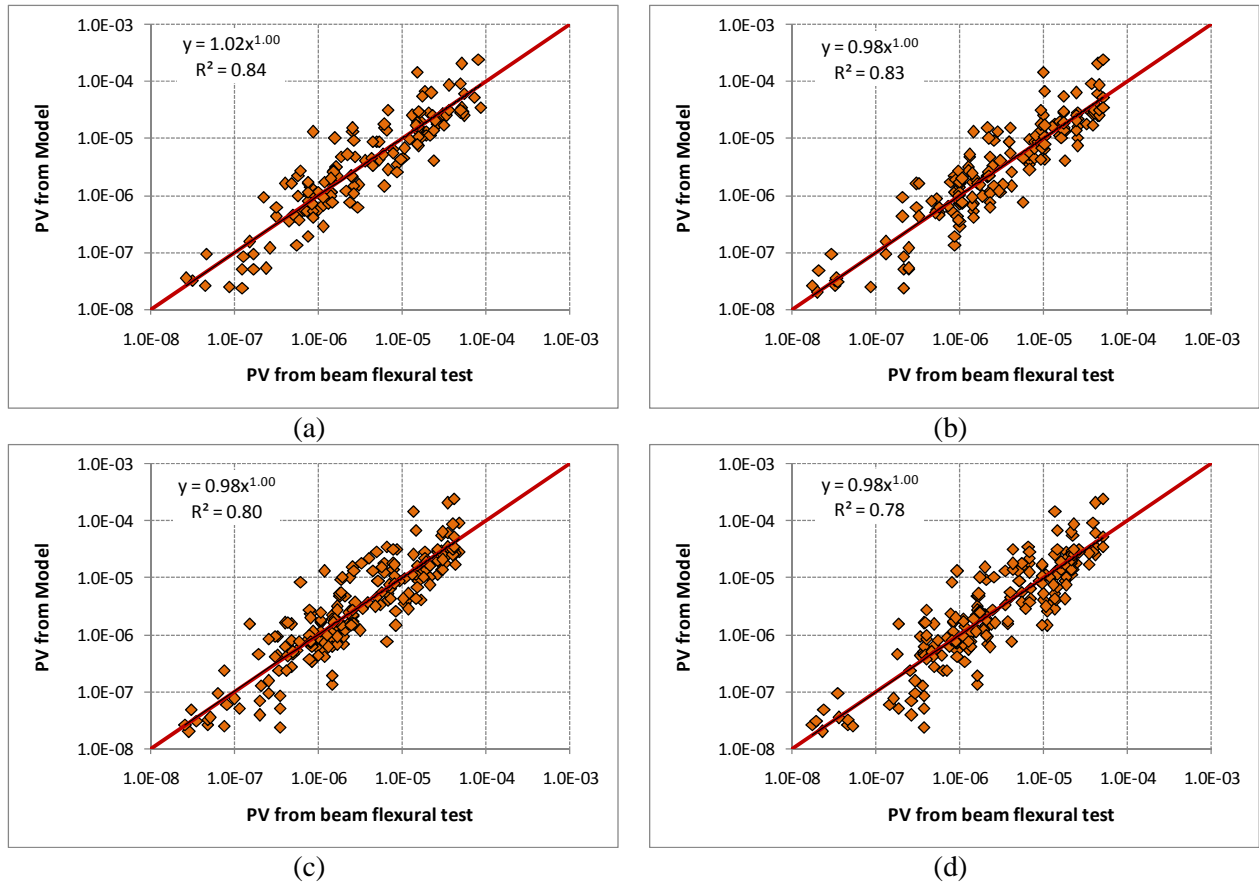 y = 1.02x^1.00
R² = 0.84
1.0E-03
1.0E-04
1.0E-05
1.0E-06
1.0E-07
1.0E-08
PV from Model
1.0E-08 1.0E-07 1.0E-06 1.0E-05 1.0E-04 1.0E-03
PV from beam flexural test
(a)
y = 0.98x^1.00
R² = 0.83
1.0E-03
1.0E-04
1.0E-05
1.0E-06
1.0E-07
1.0E-08
PV from Model
1.0E-08 1.0E-07 1.0E-06 1.0E-05 1.0E-04 1.0E-03
PV from beam flexural test
(b)
y = 0.98x^1.00
R² = 0.80
1.0E-03
1.0E-04
1.0E-05
1.0E-06
1.0E-07
1.0E-08
PV from Model
1.0E-08 1.0E-07 1.0E-06 1.0E-05 1.0E-04 1.0E-03
PV from beam flexural test
(c)
y = 0.98x^1.00
R² = 0.78
1.0E-03
1.0E-04
1.0E-05
1.0E-06
1.0E-07
1.0E-08
PV from Model
1.0E-08 1.0E-07 1.0E-06 1.0E-05 1.0E-04 1.0E-03
PV from beam flexural test
(d)